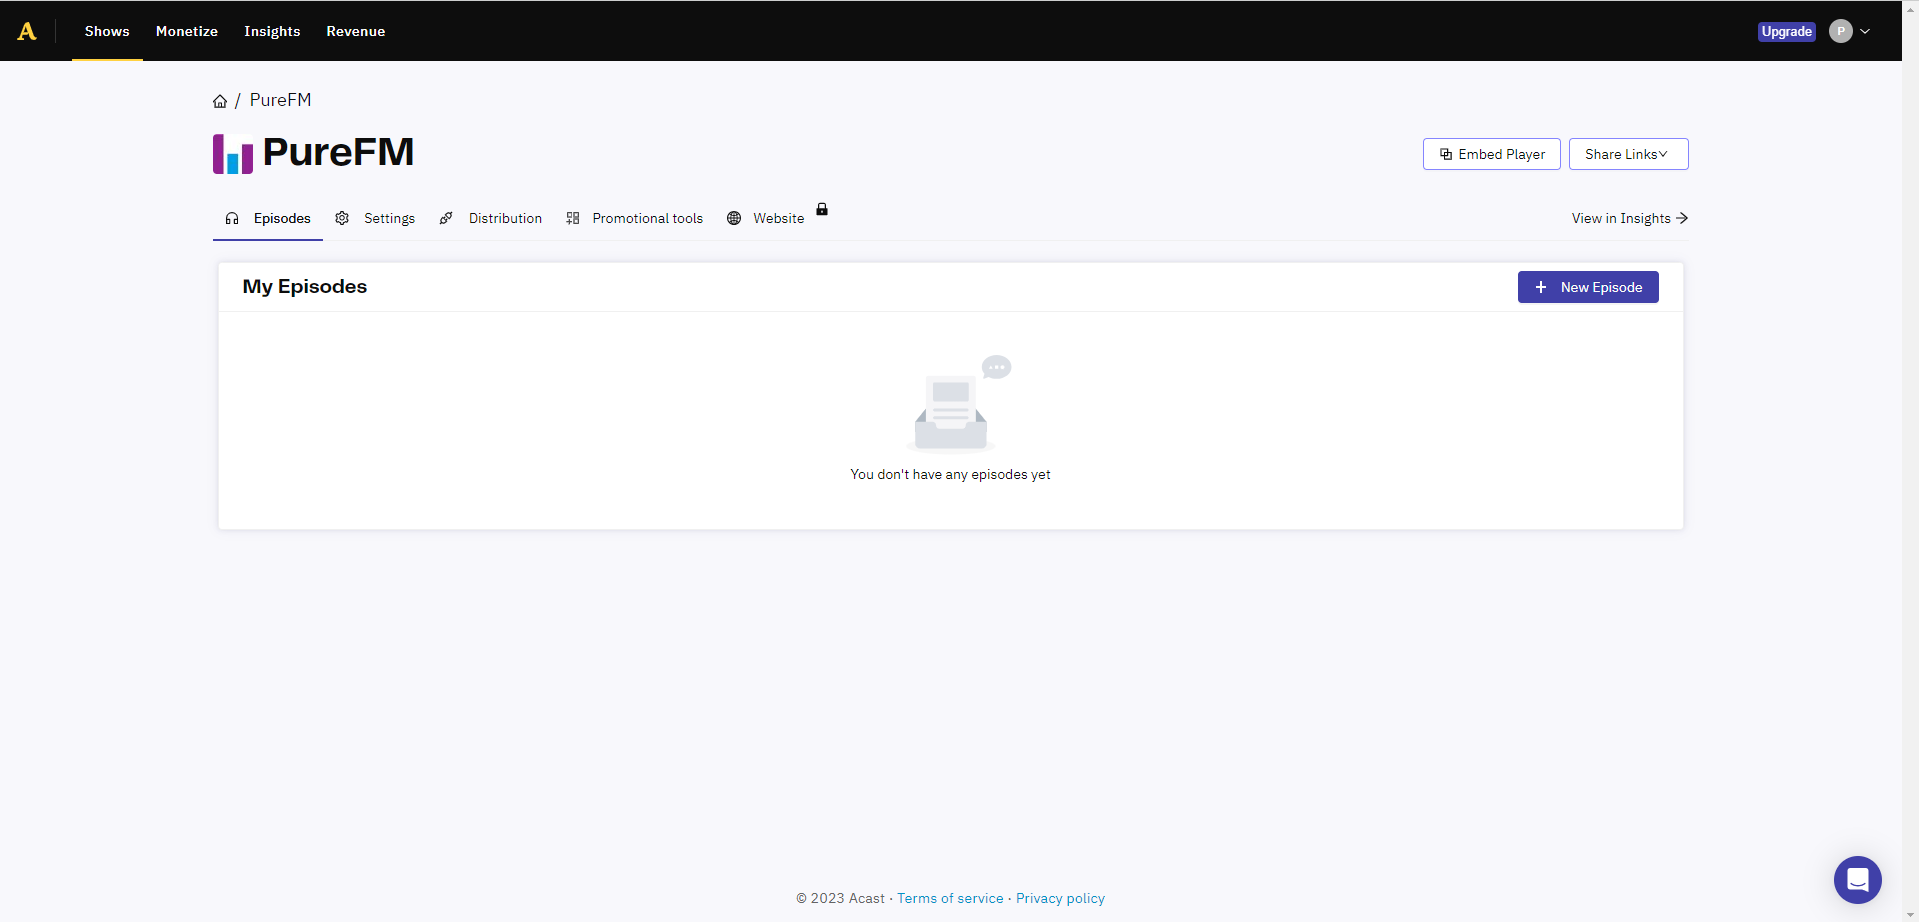 A Shows Monetize Insights Revenue Upgrade P
/ PureFM
PureFM Embed Player Share Links
Episodes Settings Distribution Promotional tools Website View in Insights
My Episodes + New Episode
You don't have any episodes yet
© 2023 Acast · Terms of service · Privacy policy